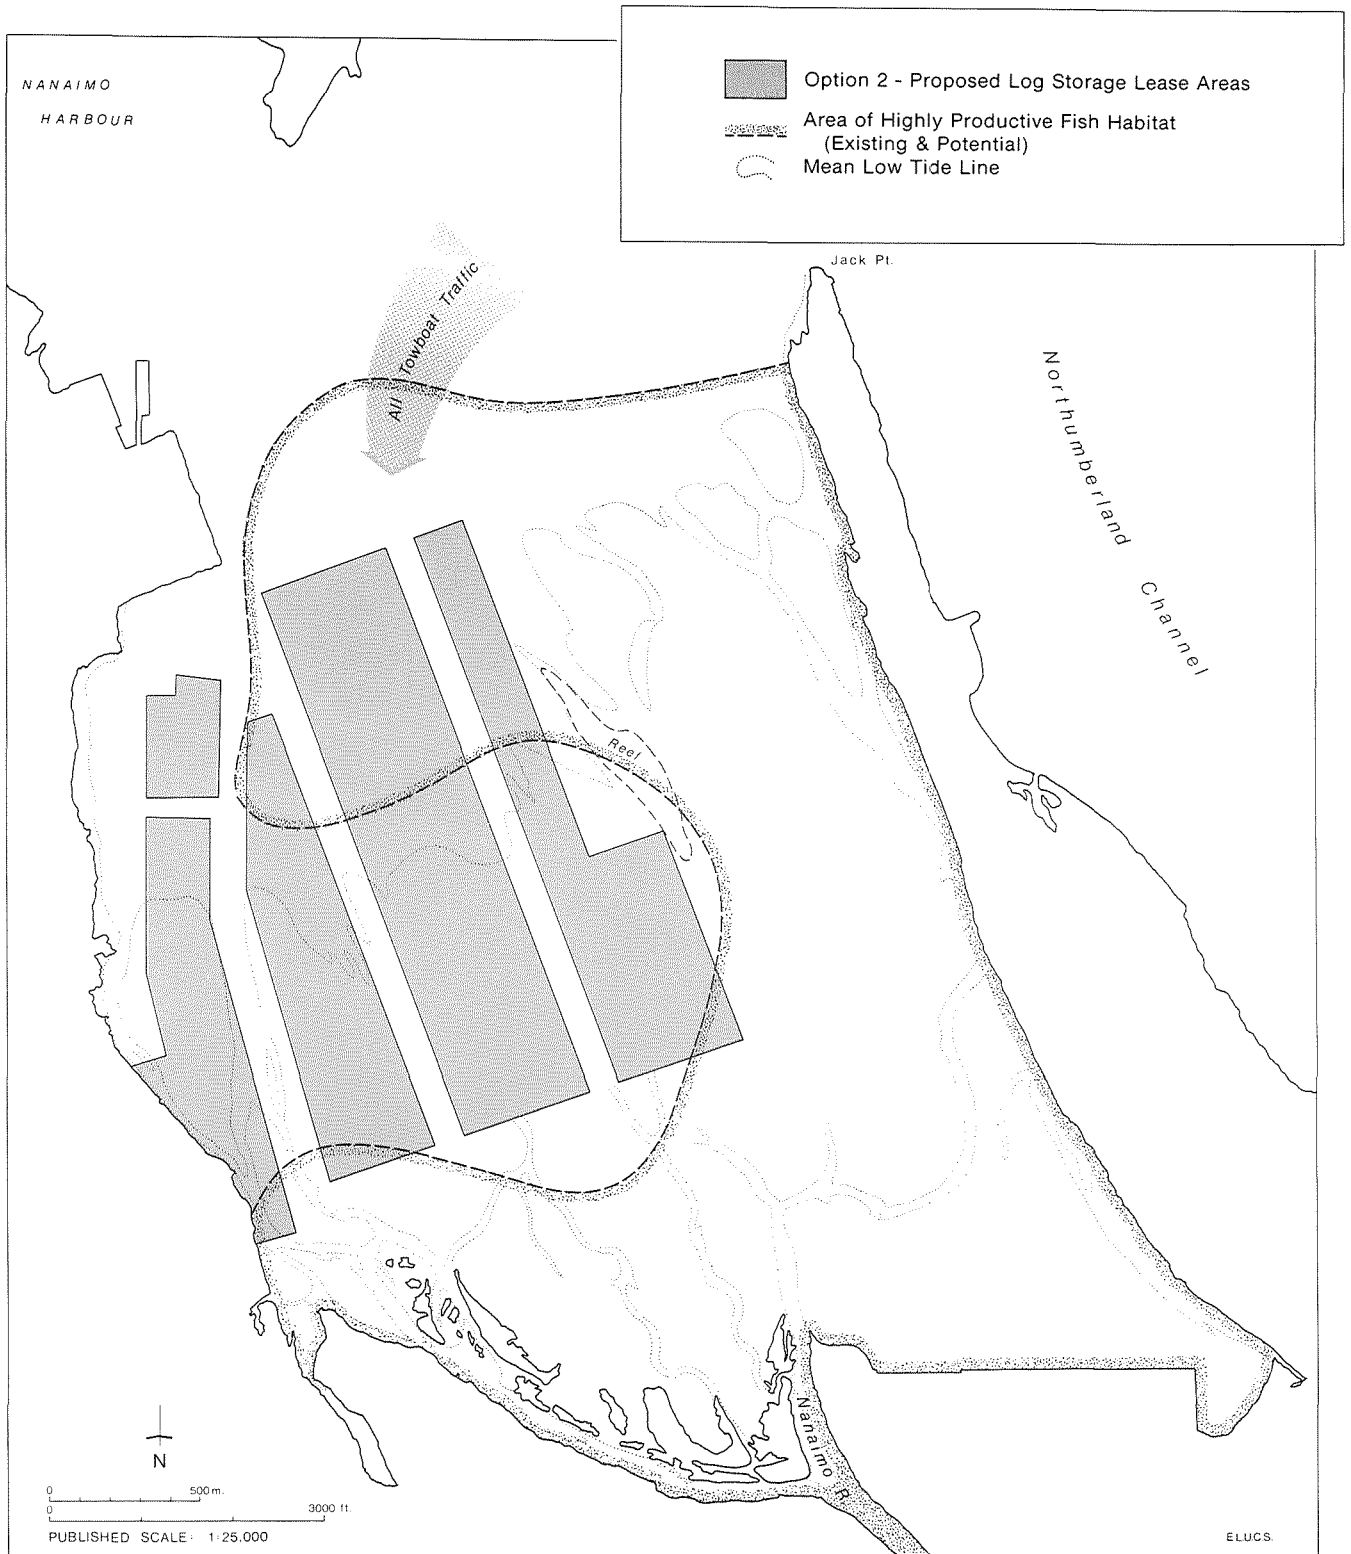 NANAIMO
HARBOUR
Option 2 - Proposed Log Storage Lease Areas
Area of Highly Productive Fish Habitat
(Existing & Potential)
Mean Low Tide Line
Jack Pt.
All Towboat Traffic
Northumberland Channel
Reef
Nanaimo R.
N
0 500 m.
0 3000 ft.
PUBLISHED SCALE: 1:25,000
E.L.U.C.S.